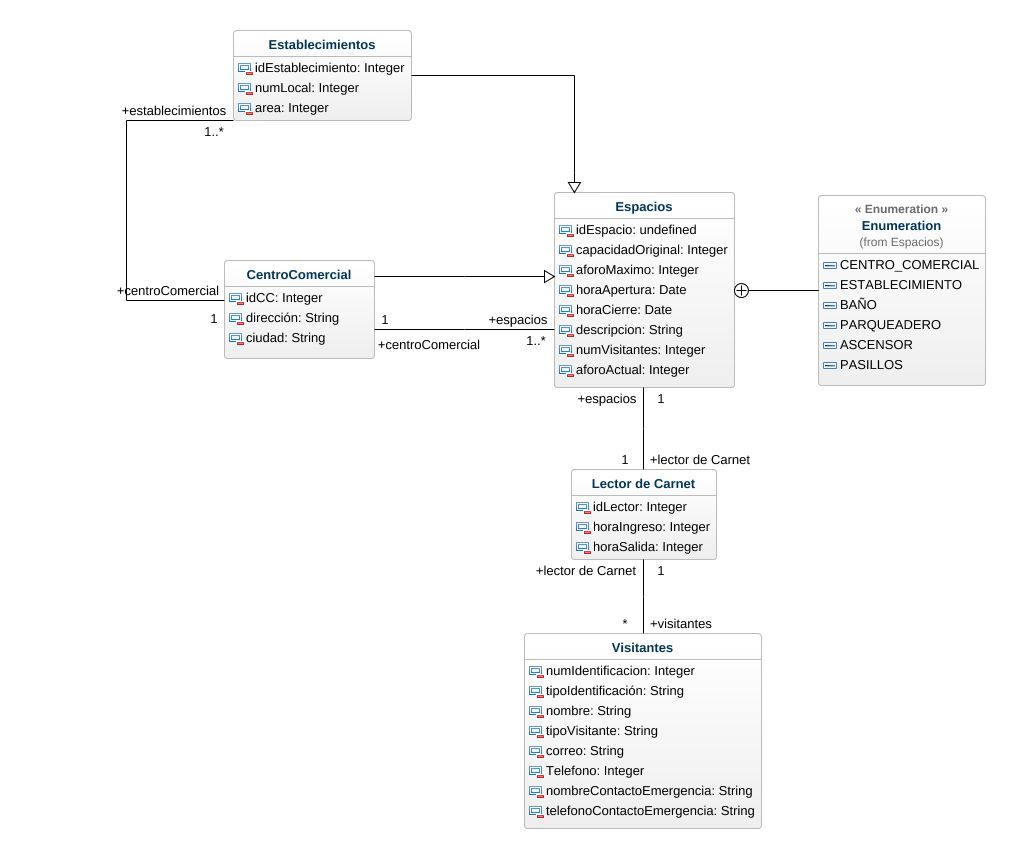 Establecimientos
idEstablecimiento: Integer
numLocal: Integer
area: Integer
+establecimientos
1..*
+centroComercial
1
CentroComercial
idCC: Integer
dirección: String
ciudad: String
1
+centroComercial
+espacios
1..*
Espacios
idEspacio: undefined
capacidadOriginal: Integer
aforoMaximo: Integer
horaApertura: Date
horaCierre: Date
descripcion: String
numVisitantes: Integer
aforoActual: Integer
« Enumeration »
Enumeration
(from Espacios)
CENTRO_COMERCIAL
ESTABLECIMIENTO
BAÑO
PARQUEADERO
ASCENSOR
PASILLOS
+espacios 1
1 +lector de Carnet
Lector de Carnet
idLector: Integer
horaIngreso: Integer
horaSalida: Integer
+lector de Carnet 1
* +visitantes
Visitantes
numIdentificacion: Integer
tipoIdentificación: String
nombre: String
tipoVisitante: String
correo: String
Telefono: Integer
nombreContactoEmergencia: String
telefonoContactoEmergencia: String